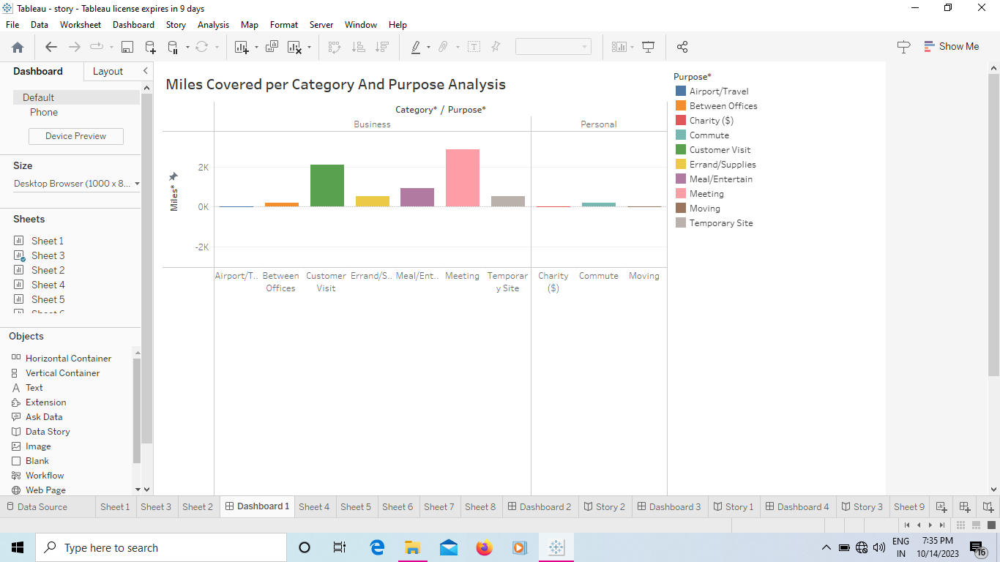 Tableau - story - Tableau license expires in 9 days
File Data Worksheet Dashboard Story Analysis Map Format Server Window Help
Show Me
Dashboard Layout
Default
Phone
Device Preview
Size
Desktop Browser (1000 x 8...
Sheets
Sheet 1
Sheet 3
Sheet 2
Sheet 4
Sheet 5
Objects
Horizontal Container
Vertical Container
Text
Extension
Ask Data
Data Story
Image
Blank
Workflow
Web Page
Miles Covered per Category And Purpose Analysis
Category* / Purpose*
Business Personal
Miles*
2K
0K
-2K
Airport/T.. Between Offices Customer Visit Errand/S.. Meal/Ent.. Meeting Temporar y Site Charity ($) Commute Moving
Purpose*
Airport/Travel
Between Offices
Charity ($)
Commute
Customer Visit
Errand/Supplies
Meal/Entertain
Meeting
Moving
Temporary Site
Data Source Sheet 1 Sheet 3 Sheet 2 Dashboard 1 Sheet 4 Sheet 5 Sheet 6 Sheet 7 Sheet 8 Dashboard 2 Story 2 Dashboard 3 Story 1 Dashboard 4 Story 3 Sheet 9
Type here to search
ENG
IN
7:35 PM
10/14/2023
16